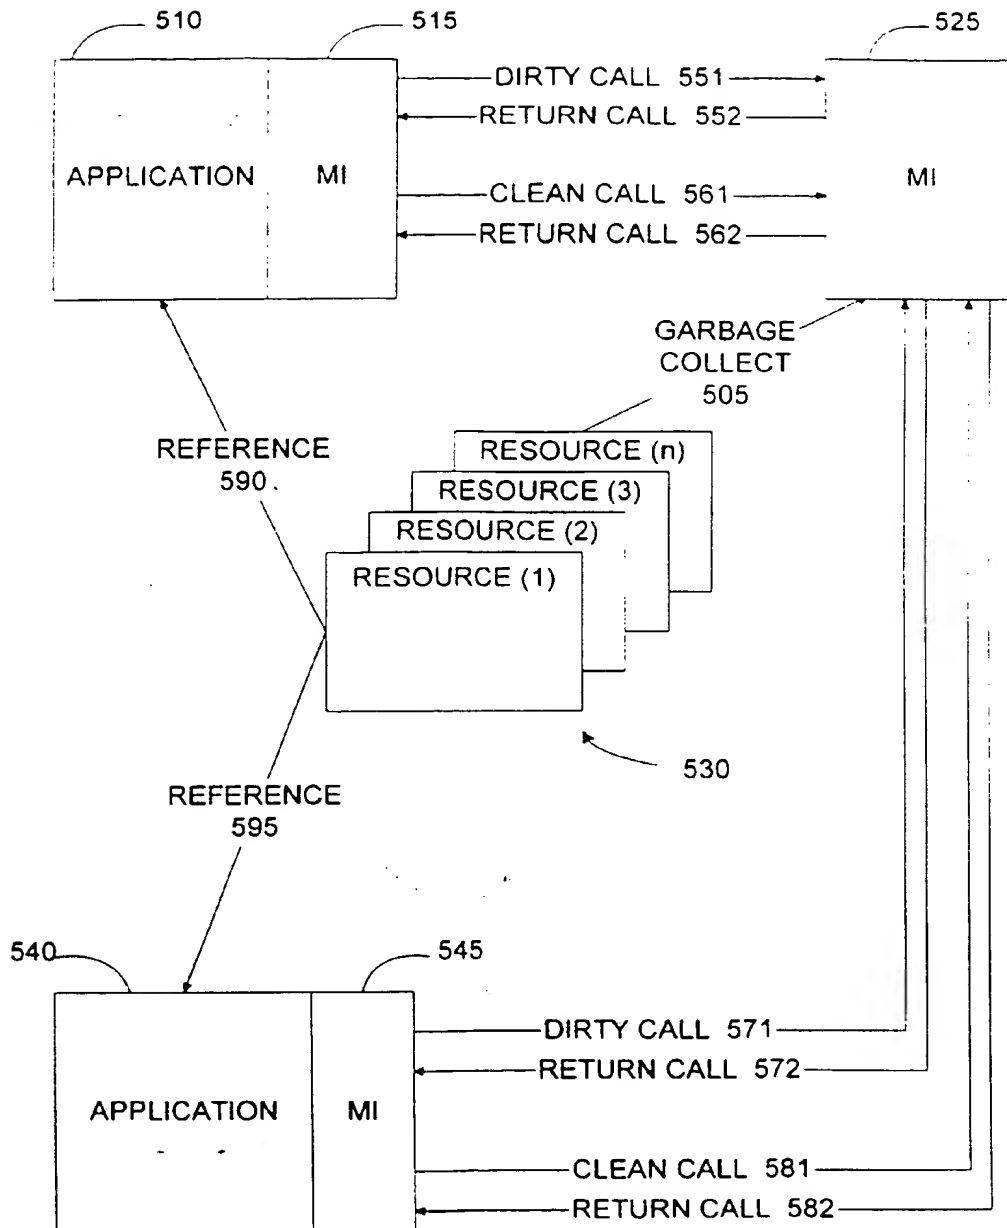 510
515
525
DIRTY CALL 551
RETURN CALL 552
APPLICATION
MI
MI
CLEAN CALL 561
RETURN CALL 562
GARBAGE
COLLECT
505
REFERENCE
590
RESOURCE (n)
RESOURCE (3)
RESOURCE (2)
RESOURCE (1)
530
REFERENCE
595
540
545
DIRTY CALL 571
RETURN CALL 572
APPLICATION
MI
CLEAN CALL 581
RETURN CALL 582